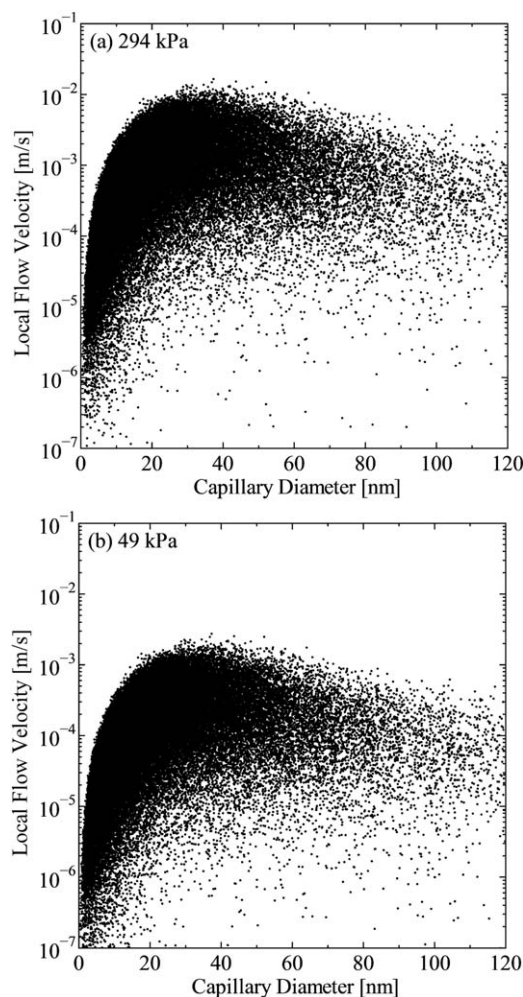 (a) 294 kPa
Local Flow Velocity [m/s]
10⁻¹
10⁻²
10⁻³
10⁻⁴
10⁻⁵
10⁻⁶
10⁻⁷
0 20 40 60 80 100 120
Capillary Diameter [nm]
(b) 49 kPa
Local Flow Velocity [m/s]
10⁻¹
10⁻²
10⁻³
10⁻⁴
10⁻⁵
10⁻⁶
10⁻⁷
0 20 40 60 80 100 120
Capillary Diameter [nm]